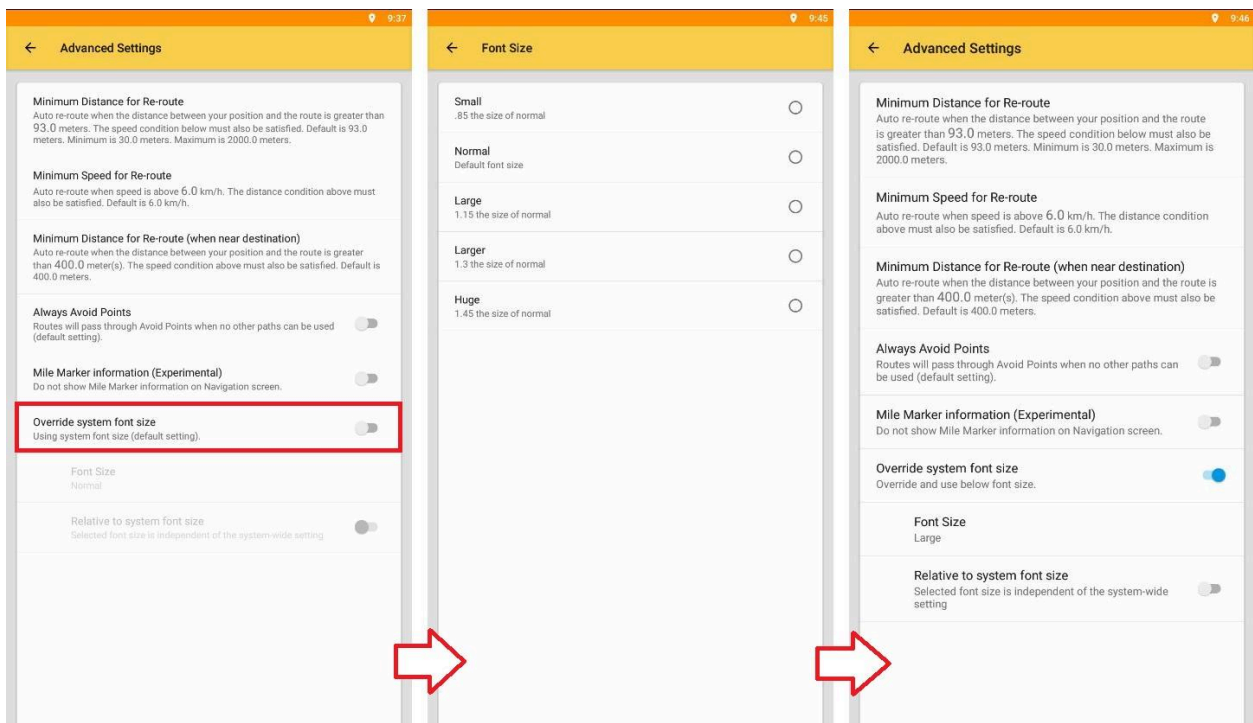 9:37
Advanced Settings
Minimum Distance for Re-route
Auto re-route when the distance between your position and the route is greater than
93.0 meters. The speed condition below must also be satisfied. Default is 93.0
meters. Minimum is 30.0 meters. Maximum is 2000.0 meters.
Minimum Speed for Re-route
Auto re-route when speed is above 6.0 km/h. The distance condition above must
also be satisfied. Default is 6.0 km/h.
Minimum Distance for Re-route (when near destination)
Auto re-route when the distance between your position and the route is greater
than 400.0 meter(s). The speed condition above must also be satisfied. Default is
400.0 meters.
Always Avoid Points
Routes will pass through Avoid Points when no other paths can be used
(default setting).
Mile Marker information (Experimental)
Do not show Mile Marker information on Navigation screen.
Override system font size
Using system font size (default setting).
Font Size
Normal
Relative to system font size
Selected font size is independent of the system-wide setting
9:45
Font Size
Small
.85 the size of normal
Normal
Default font size
Large
1.15 the size of normal
Larger
1.3 the size of normal
Huge
1.45 the size of normal
9:46
Advanced Settings
Minimum Distance for Re-route
Auto re-route when the distance between your position and the route
is greater than 93.0 meters. The speed condition below must also be
satisfied. Default is 93.0 meters. Minimum is 30.0 meters. Maximum is
2000.0 meters.
Minimum Speed for Re-route
Auto re-route when speed is above 6.0 km/h. The distance condition
above must also be satisfied. Default is 6.0 km/h.
Minimum Distance for Re-route (when near destination)
Auto re-route when the distance between your position and the route is
greater than 400.0 meter(s). The speed condition above must also be
satisfied. Default is 400.0 meters.
Always Avoid Points
Routes will pass through Avoid Points when no other paths can
be used (default setting).
Mile Marker information (Experimental)
Do not show Mile Marker information on Navigation screen.
Override system font size
Override and use below font size.
Font Size
Large
Relative to system font size
Selected font size is independent of the system-wide
setting